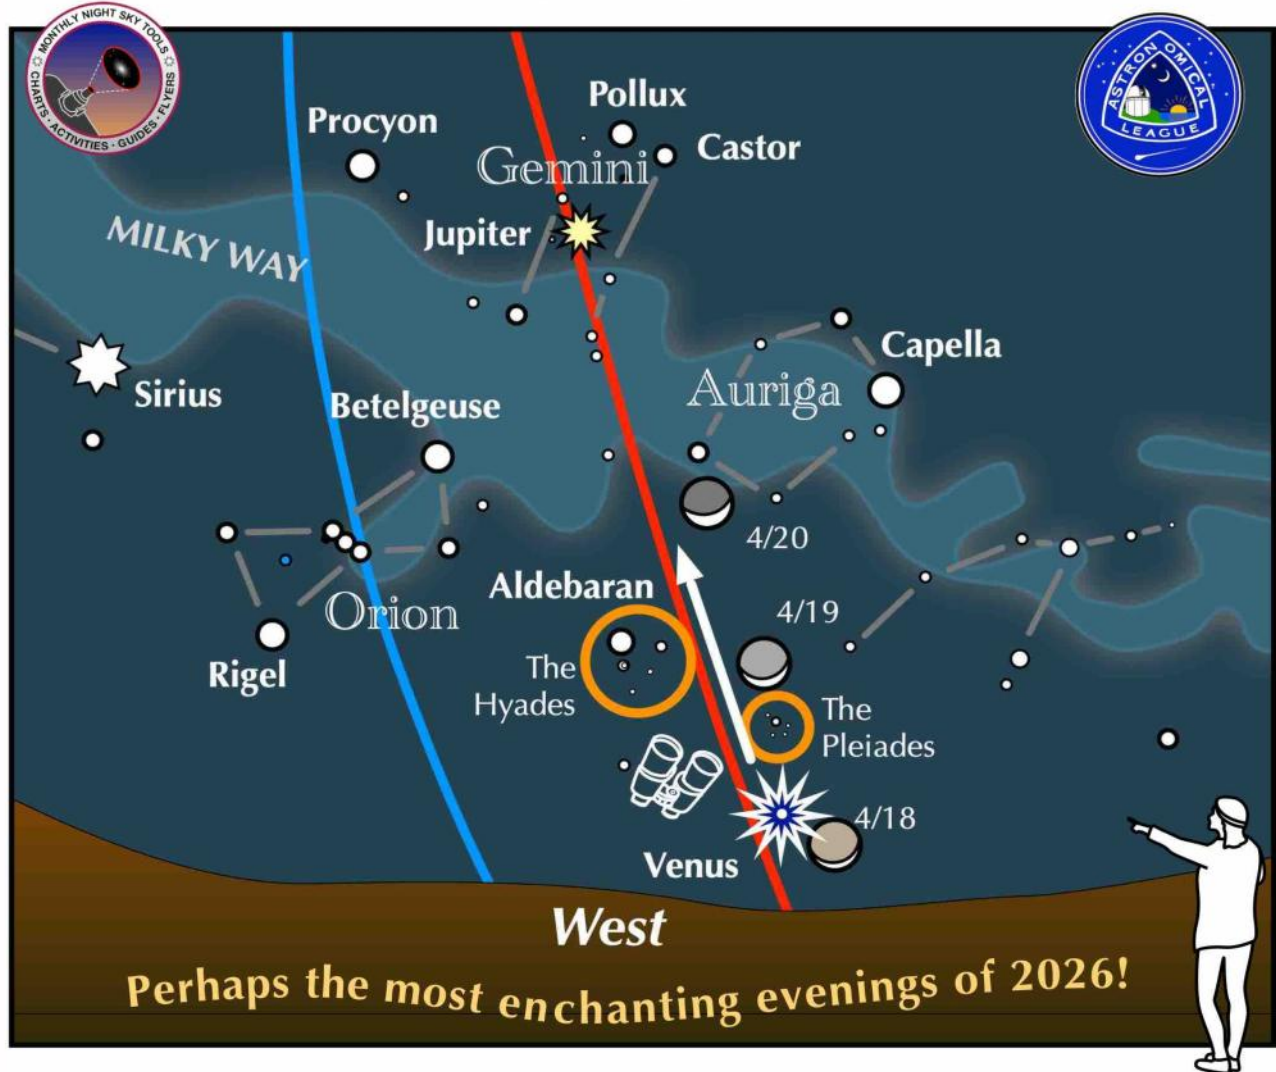 MONTHLY NIGHT SKY TOOLS
CHARTS · ACTIVITIES · GUIDES · FLYERS
ASTRONOMICAL
LEAGUE
Pollux
Procyon
Castor
Gemini
Jupiter
MILKY WAY
Capella
Sirius
Auriga
Betelgeuse
4/20
Aldebaran
4/19
Orion
Rigel
The
Hyades
The
Pleiades
4/18
Venus
West
Perhaps the most enchanting evenings of 2026!